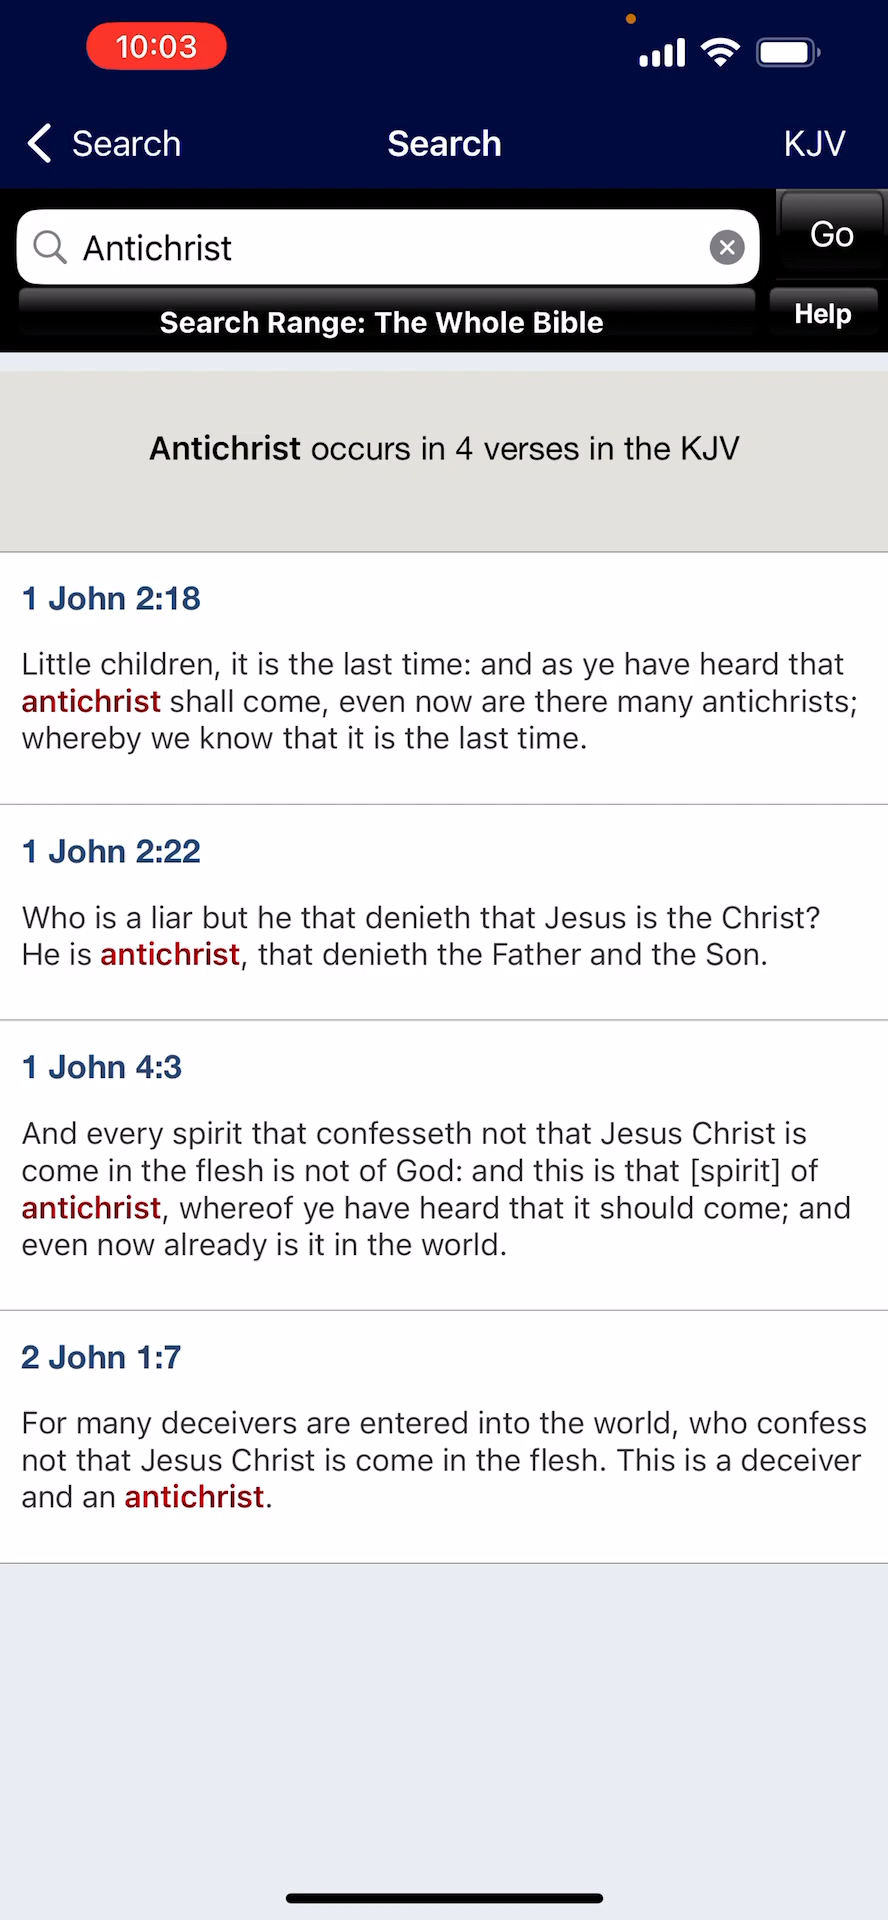 10:03
Search
Search
KJV
Antichrist
Go
Search Range: The Whole Bible
Help
Antichrist occurs in 4 verses in the KJV
1 John 2:18
Little children, it is the last time: and as ye have heard that
antichrist shall come, even now are there many antichrists;
whereby we know that it is the last time.
1 John 2:22
Who is a liar but he that denieth that Jesus is the Christ?
He is antichrist, that denieth the Father and the Son.
1 John 4:3
And every spirit that confesseth not that Jesus Christ is
come in the flesh is not of God: and this is that [spirit] of
antichrist, whereof ye have heard that it should come; and
even now already is it in the world.
2 John 1:7
For many deceivers are entered into the world, who confess
not that Jesus Christ is come in the flesh. This is a deceiver
and an antichrist.